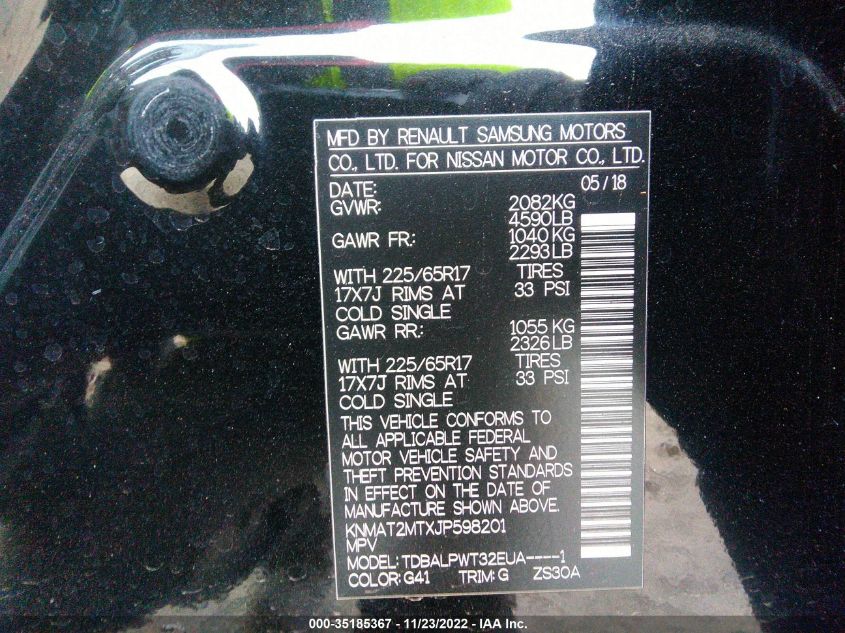 MFD BY RENAULT SAMSUNG MOTORS
CO., LTD. FOR NISSAN MOTOR CO., LTD.
DATE: 05/18
GVWR: 2082KG
4590LB
GAWR FR.: 1040 KG
2293LB
WITH 225/65R17 TIRES
17X7J RIMS AT 33 PSI
COLD SINGLE
GAWR RR.: 1055 KG
2326LB
WITH 225/65R17 TIRES
17X7J RIMS AT 33 PSI
COLD SINGLE
THIS VEHICLE CONFORMS TO
ALL APPLICABLE FEDERAL
MOTOR VEHICLE SAFETY AND
THEFT PREVENTION STANDARDS
IN EFFECT ON THE DATE OF
MANUFACTURE SHOWN ABOVE.
KNMAT2MTXJP598201
MPV
MODEL: TDBALPWT32EUA----1
COLOR: G41 TRIM: G ZS30A
000-35185367 - 11/23/2022 - IAA Inc.